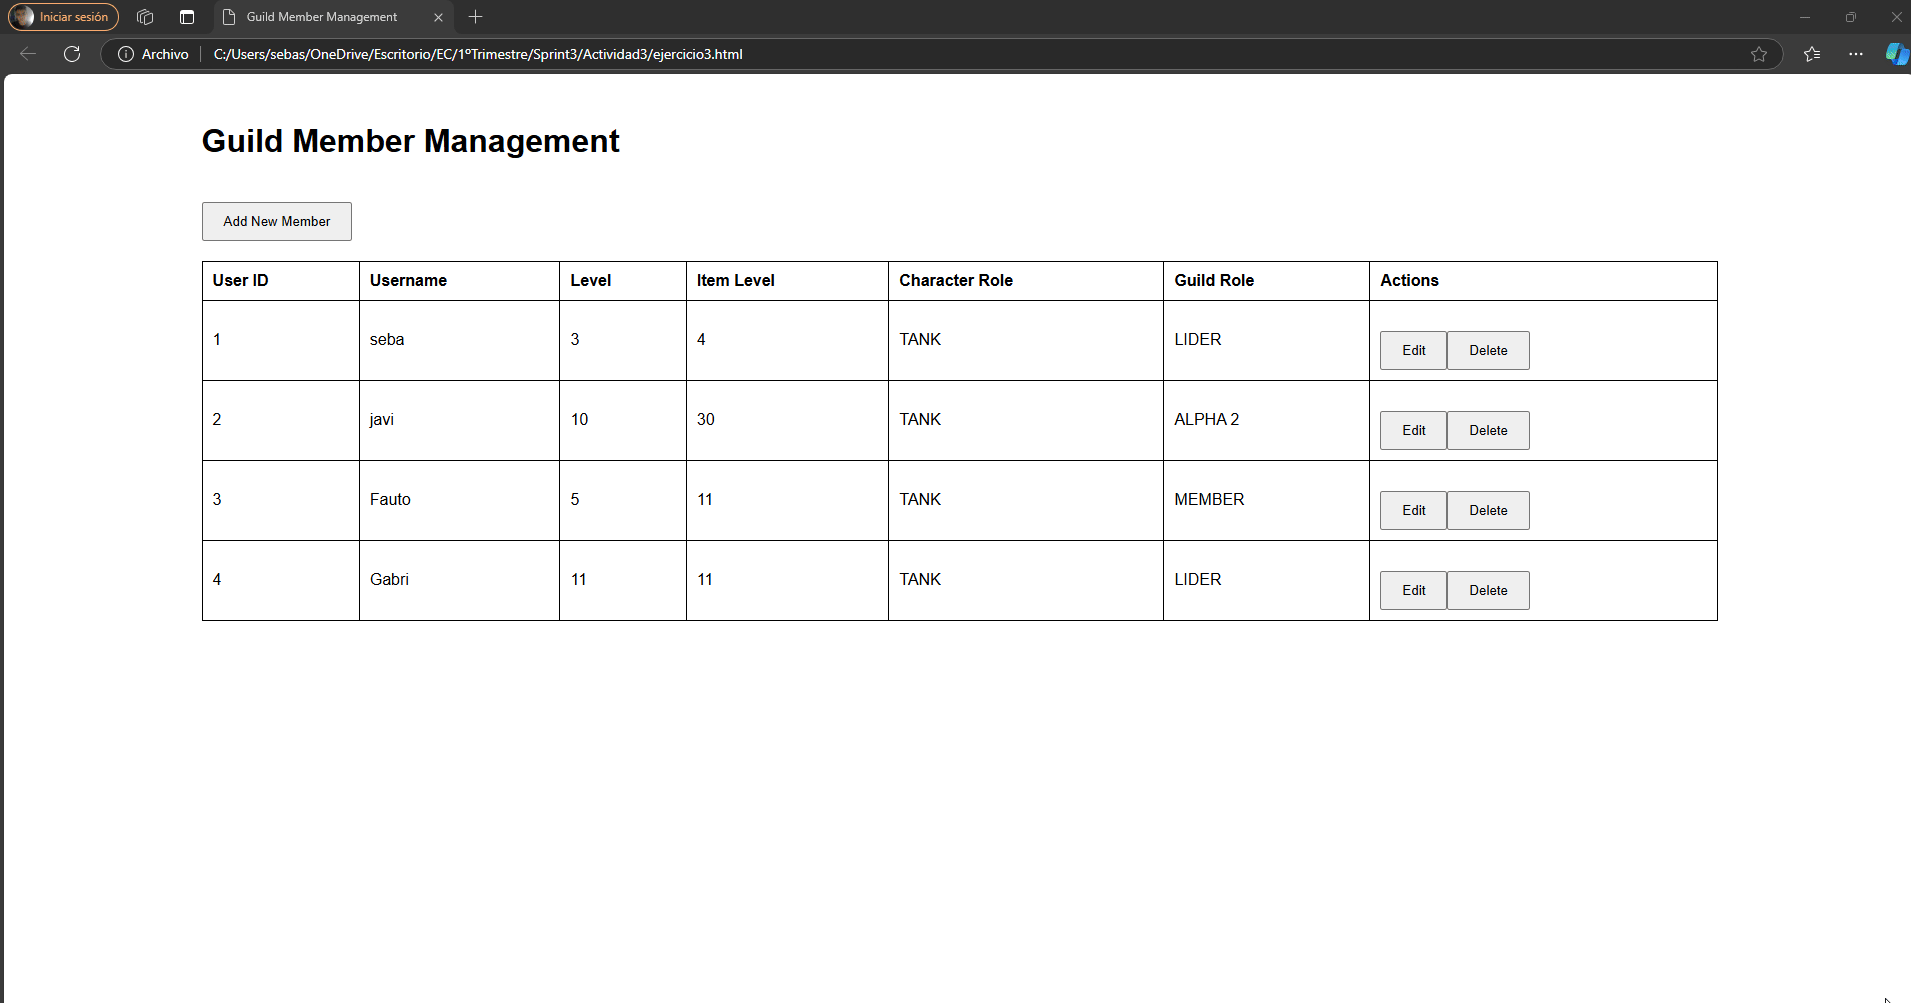 Iniciar sesión
Guild Member Management
Archivo C:/Users/sebas/OneDrive/Escritorio/EC/1ºTrimestre/Sprint3/Actividad3/ejercicio3.html
Guild Member Management
Add New Member
User ID Username Level Item Level Character Role Guild Role Actions
1 seba 3 4 TANK LIDER Edit Delete
2 javi 10 30 TANK ALPHA 2 Edit Delete
3 Fauto 5 11 TANK MEMBER Edit Delete
4 Gabri 11 11 TANK LIDER Edit Delete